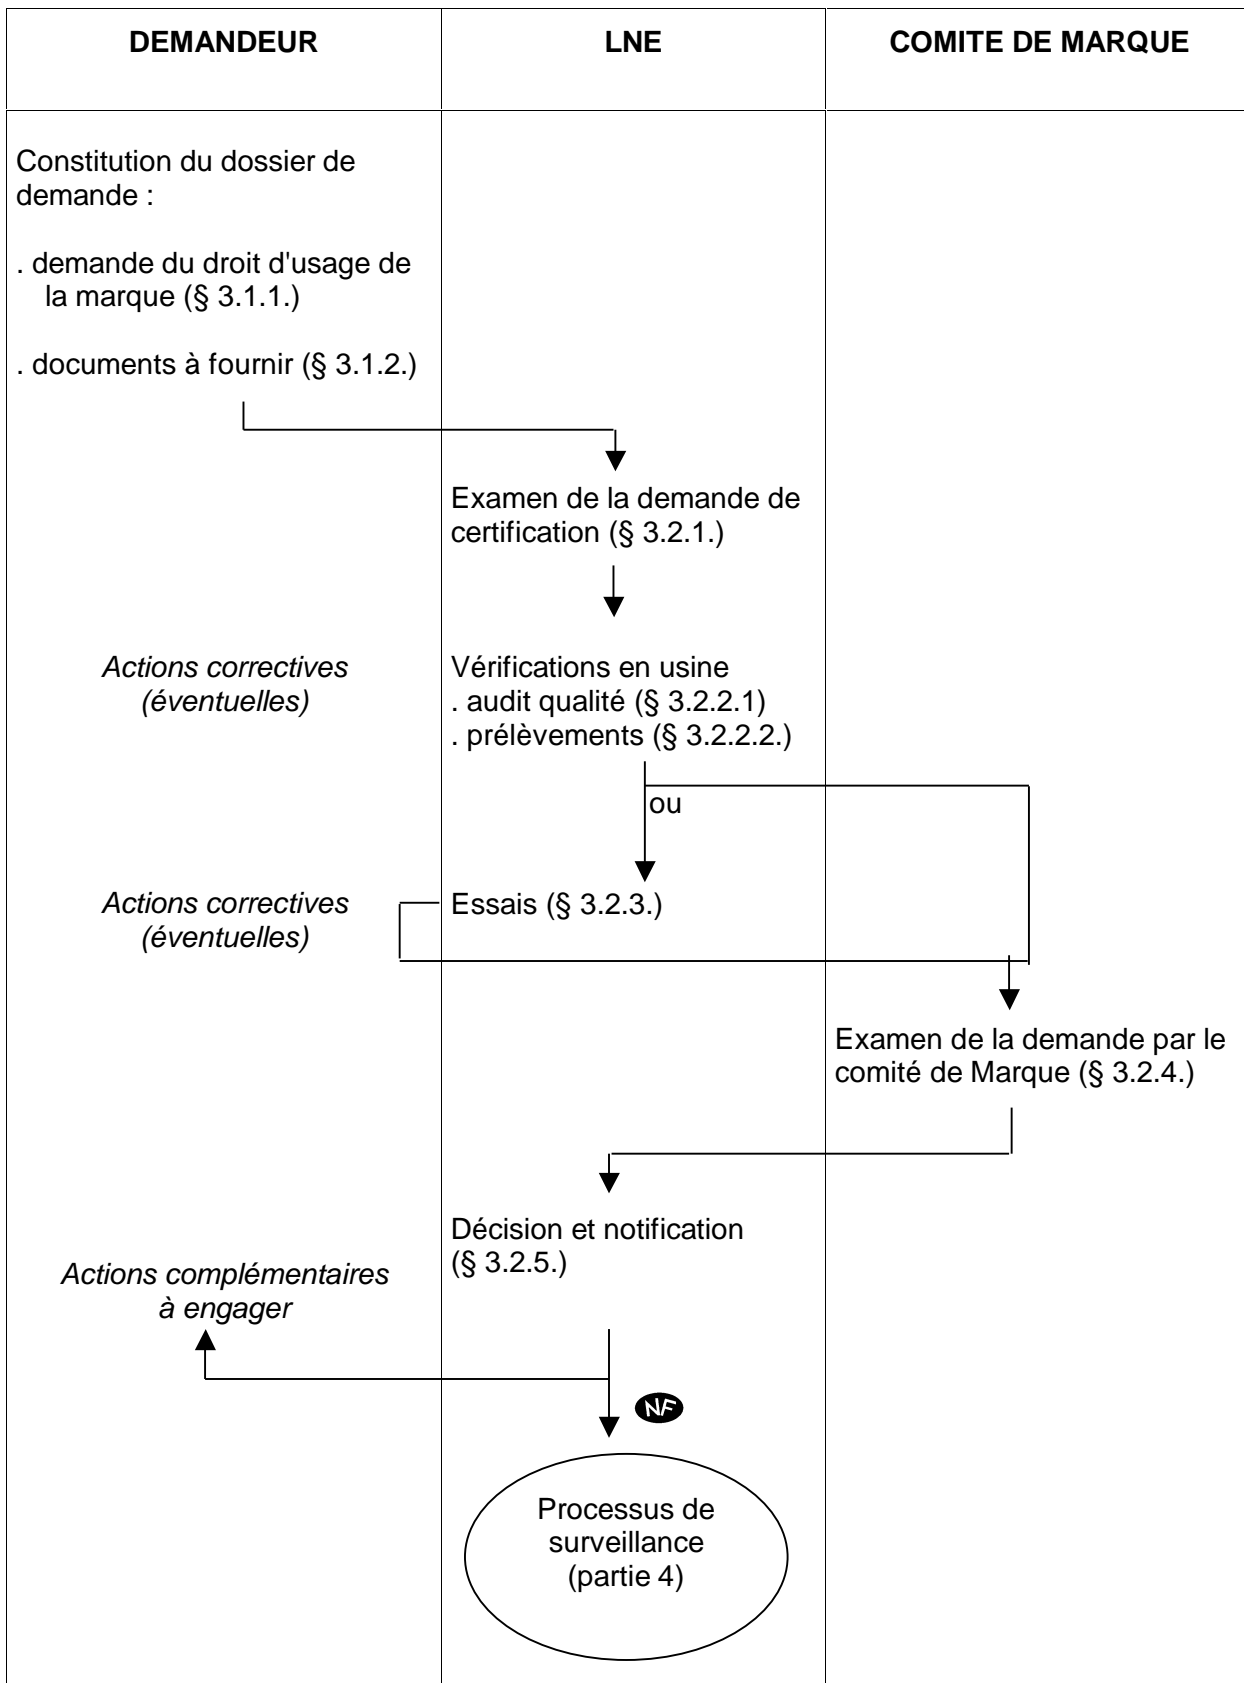 DEMANDEUR
LNE
COMITE DE MARQUE
Constitution du dossier de
demande :
. demande du droit d'usage de
la marque (§ 3.1.1.)
. documents à fournir (§ 3.1.2.)
Examen de la demande de
certification (§ 3.2.1.)
Actions correctives
(éventuelles)
Vérifications en usine
. audit qualité (§ 3.2.2.1)
. prélèvements (§ 3.2.2.2.)
ou
Actions correctives
(éventuelles)
Essais (§ 3.2.3.)
Examen de la demande par le
comité de Marque (§ 3.2.4.)
Décision et notification
(§ 3.2.5.)
Actions complémentaires
à engager
NF
Processus de
surveillance
(partie 4)